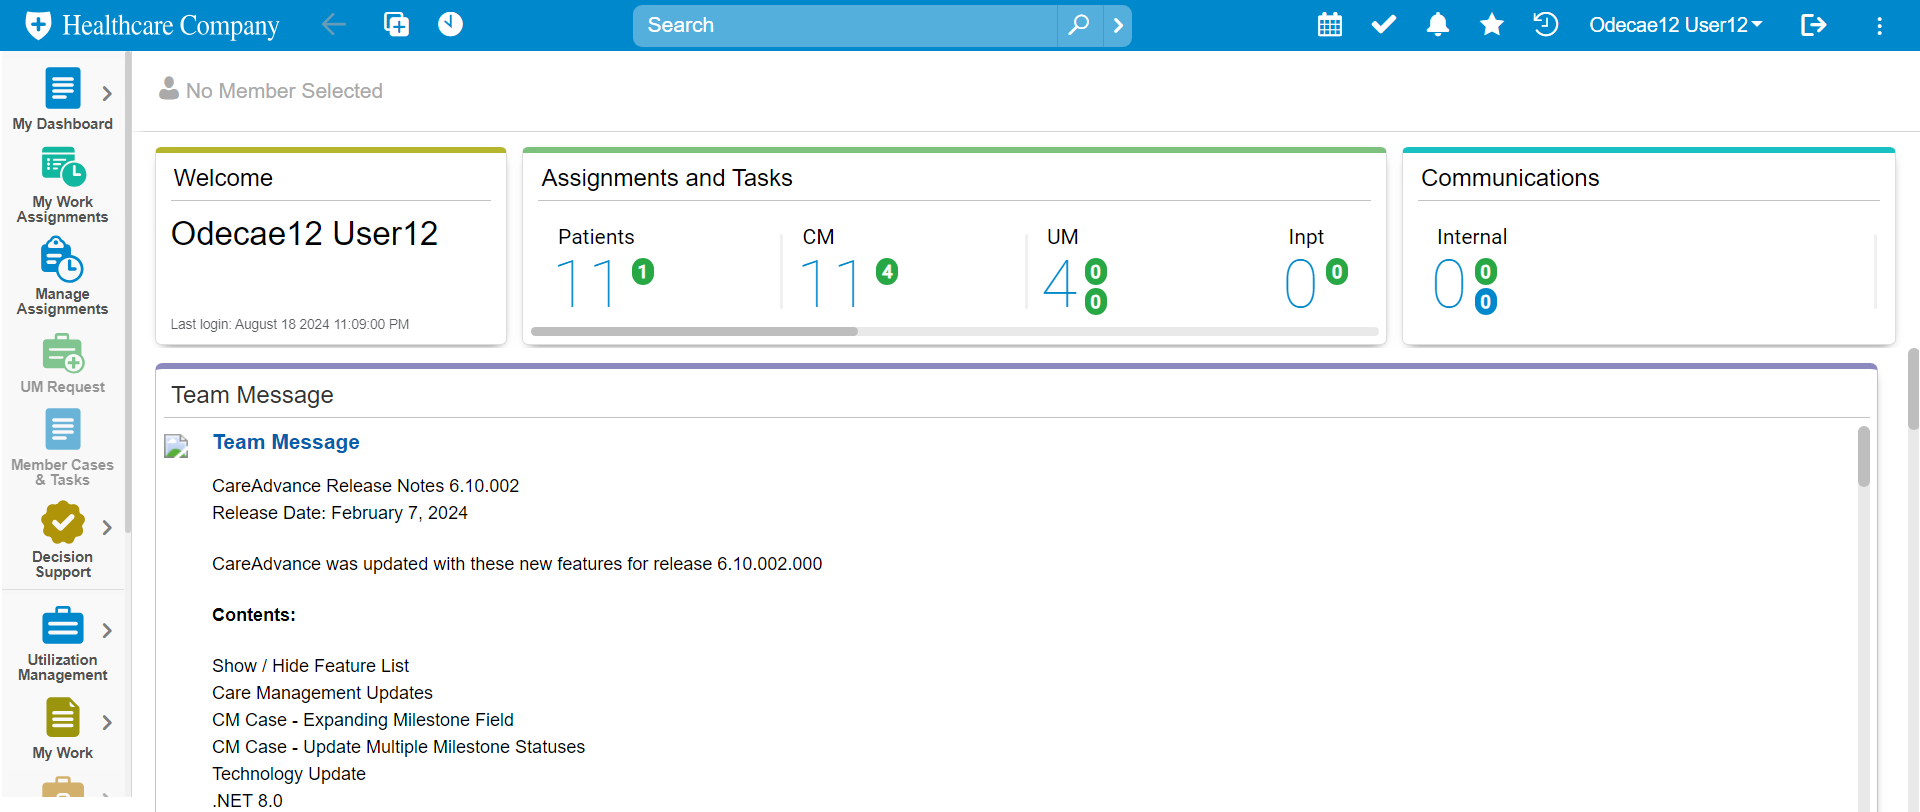 Healthcare Company
Search
Odecae12 User12
My Dashboard
My Work
Assignments
Manage
Assignments
UM Request
Member Cases
& Tasks
Decision
Support
Utilization
Management
My Work
No Member Selected
Welcome
Odecae12 User12
Last login: August 18 2024 11:09:00 PM
Assignments and Tasks
Patients
11 1
CM
11 4
UM
4 0
0
Inpt
0 0
Communications
Internal
0 0
0
Team Message
Team Message
CareAdvance Release Notes 6.10.002
Release Date: February 7, 2024
CareAdvance was updated with these new features for release 6.10.002.000
Contents:
Show / Hide Feature List
Care Management Updates
CM Case - Expanding Milestone Field
CM Case - Update Multiple Milestone Statuses
Technology Update
.NET 8.0